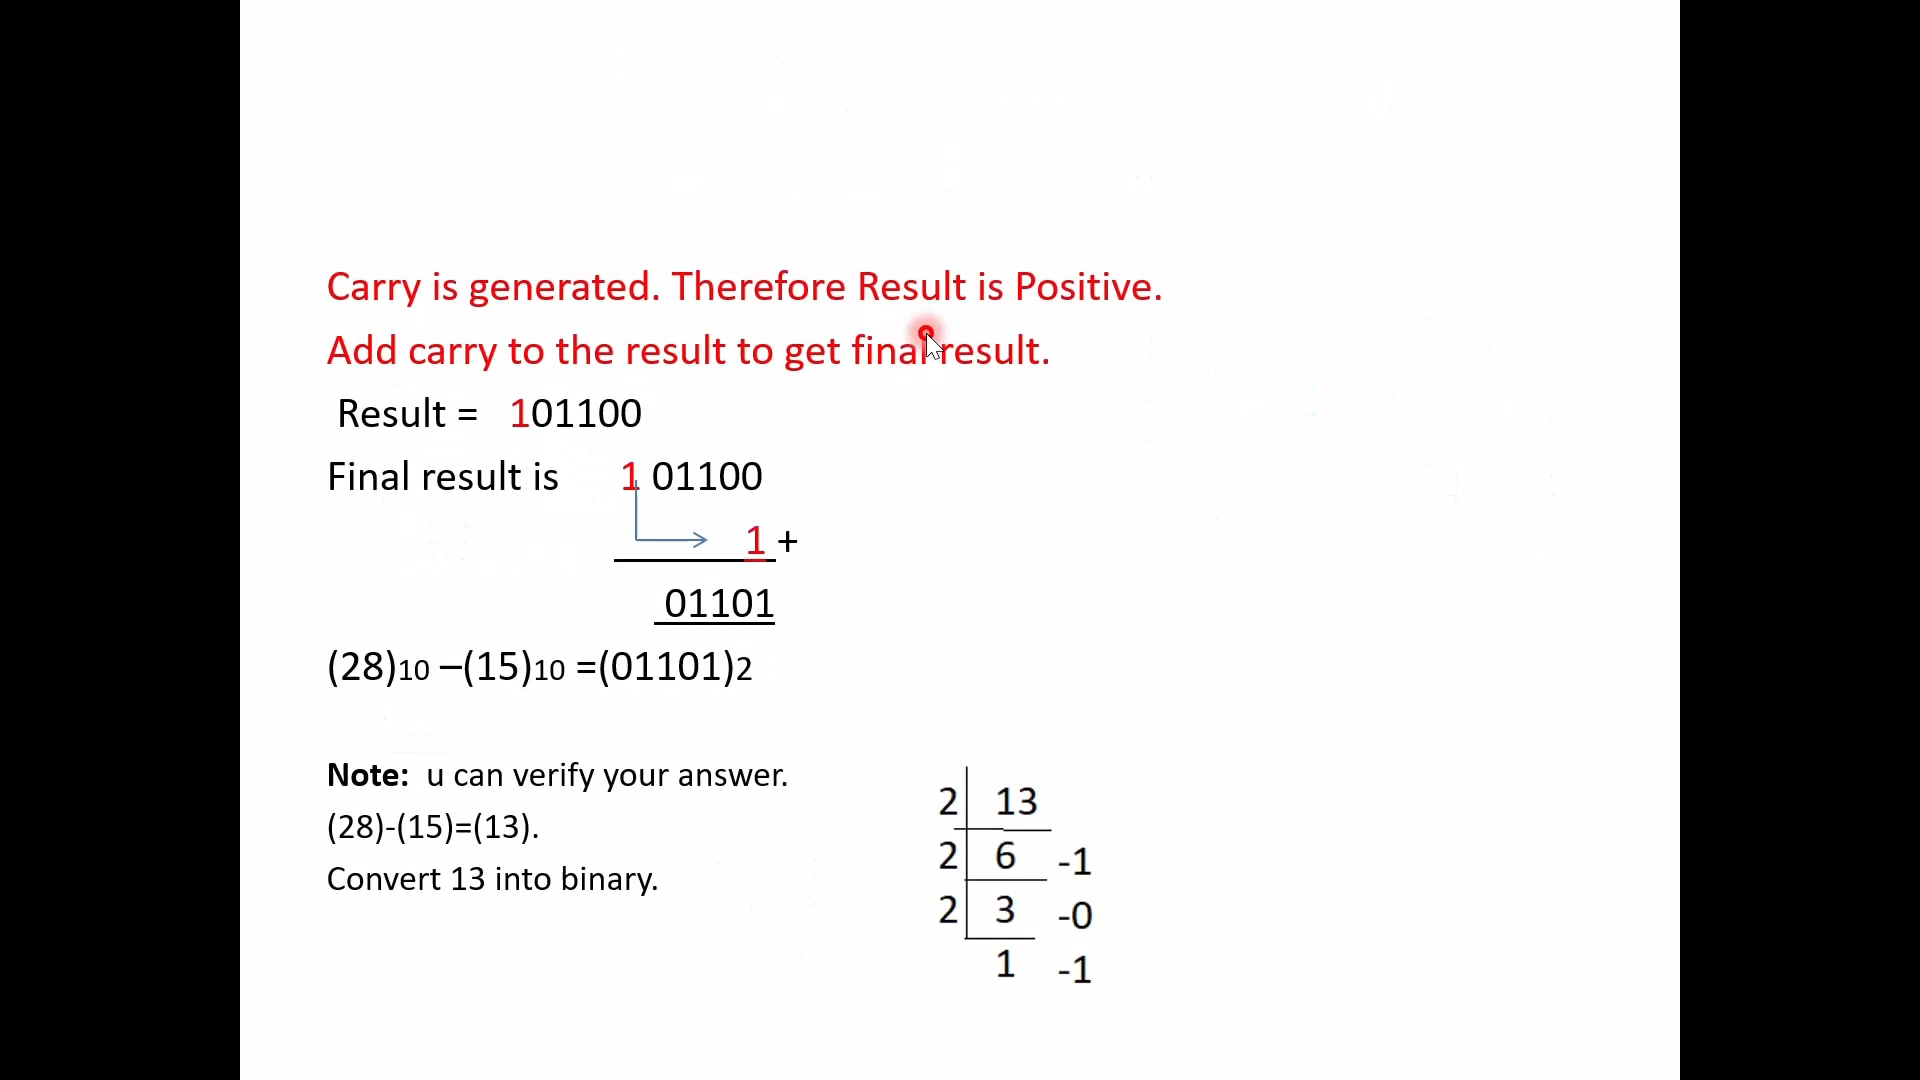 Carry is generated. Therefore Result is Positive.
Add carry to the result to get final result.
Result = 101100
Final result is 1 01100
1 +
01101
(28)10 –(15)10 =(01101)2
Note: u can verify your answer.
(28)-(15)=(13).
Convert 13 into binary.
2 13
2 6 -1
2 3 -0
1 -1